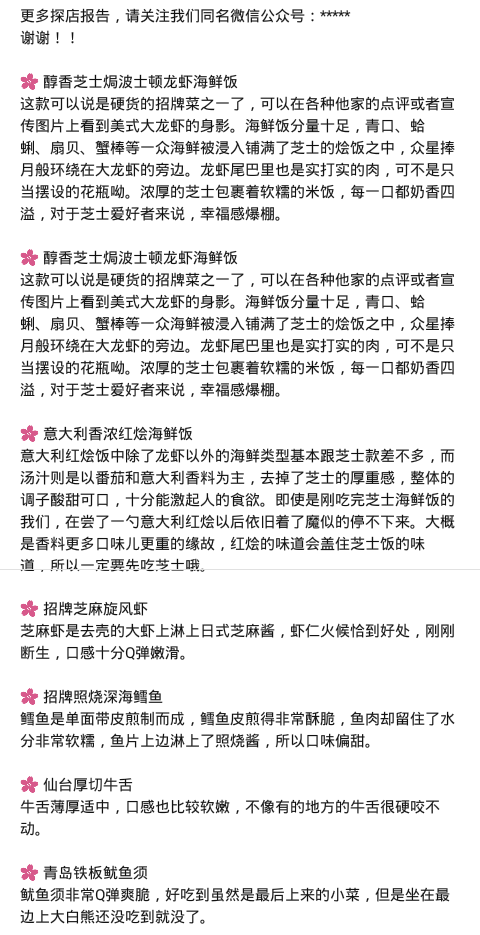 更多探店报告，请关注我们同名微信公众号：*****
谢谢！！
醇香芝士焗波士顿龙虾海鲜饭
这款可以说是硬货的招牌菜之一了，可以在各种他家的点评或者宣
传图片上看到美式大龙虾的身影。海鲜饭分量十足，青口、蛤
蜊、扇贝、蟹棒等一众海鲜被浸入铺满了芝士的烩饭之中，众星捧
月般环绕在大龙虾的旁边。龙虾尾巴里也是实打实的肉，可不是只
当摆设的花瓶呦。浓厚的芝士包裹着软糯的米饭，每一口都奶香四
溢，对于芝士爱好者来说，幸福感爆棚。
醇香芝士焗波士顿龙虾海鲜饭
这款可以说是硬货的招牌菜之一了，可以在各种他家的点评或者宣
传图片上看到美式大龙虾的身影。海鲜饭分量十足，青口、蛤
蜊、扇贝、蟹棒等一众海鲜被浸入铺满了芝士的烩饭之中，众星捧
月般环绕在大龙虾的旁边。龙虾尾巴里也是实打实的肉，可不是只
当摆设的花瓶呦。浓厚的芝士包裹着软糯的米饭，每一口都奶香四
溢，对于芝士爱好者来说，幸福感爆棚。
意大利香浓红烩海鲜饭
意大利红烩饭中除了龙虾以外的海鲜类型基本跟芝士款差不多，而
汤汁则是以番茄和意大利香料为主，去掉了芝士的厚重感，整体的
调子酸甜可口，十分能激起人的食欲。即使是刚吃完芝士海鲜饭的
我们，在尝了一勺意大利红烩以后依旧着了魔似的停不下来。大概
是香料更多口味儿更重的缘故，红烩的味道会盖住芝士饭的味
道，所以一定要先吃芝士哦。
招牌芝麻旋风虾
芝麻虾是去壳的大虾上淋上日式芝麻酱，虾仁火候恰到好处，刚刚
断生，口感十分Q弹嫩滑。
招牌照烧深海鳕鱼
鳕鱼是单面带皮煎制而成，鳕鱼皮煎得非常酥脆，鱼肉却留住了水
分非常软糯，鱼片上边淋上了照烧酱，所以口味偏甜。
仙台厚切牛舌
牛舌薄厚适中，口感也比较软嫩，不像有的地方的牛舌很硬咬不
动。
青岛铁板鱿鱼须
鱿鱼须非常Q弹爽脆，好吃到虽然是最后上来的小菜，但是坐在最
边上大白熊还没吃到就没了。